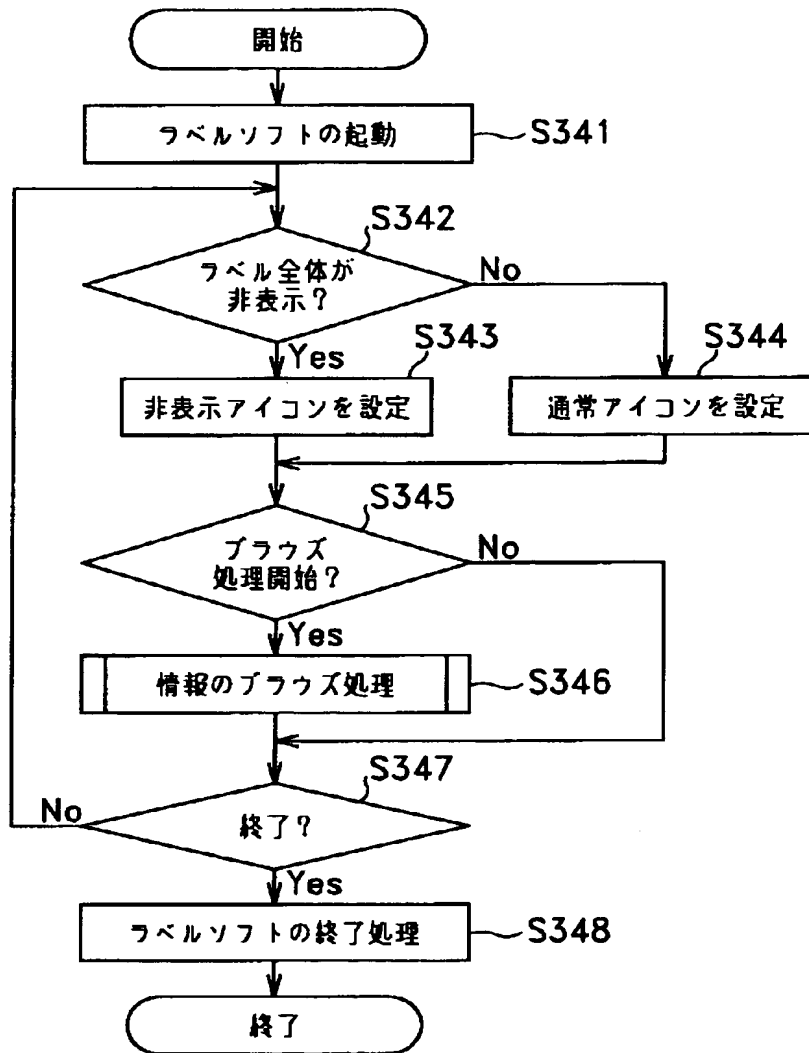 開始
ラベルソフトの起動
S341
S342
ラベル全体が
非表示?
No
Yes
S343
S344
非表示アイコンを設定
通常アイコンを設定
S345
ブラウズ
処理開始?
No
Yes
情報のブラウズ処理
S346
S347
No
終了?
Yes
ラベルソフトの終了処理
S348
終了